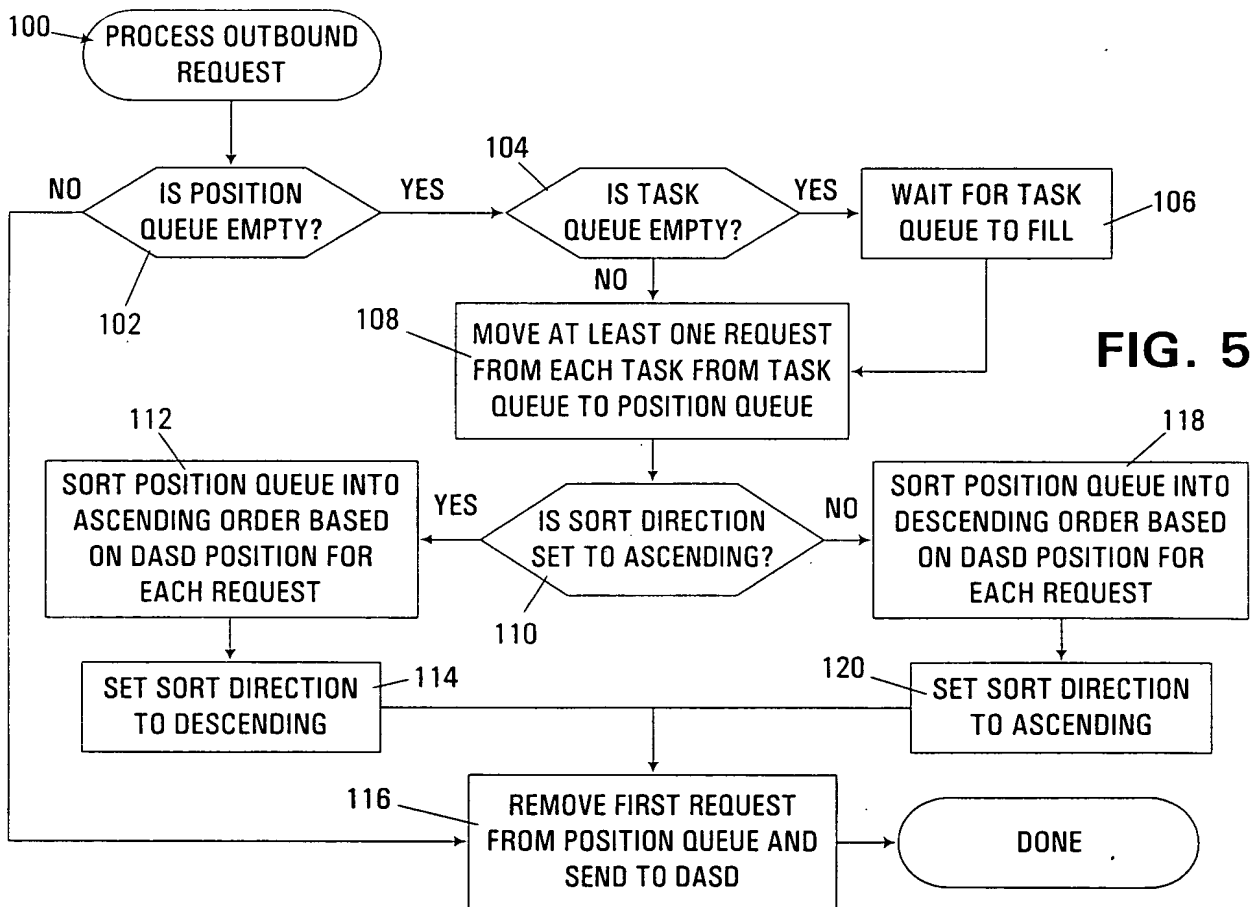 100
PROCESS OUTBOUND
REQUEST
NO
IS POSITION
QUEUE EMPTY?
102
YES
104
IS TASK
QUEUE EMPTY?
YES
WAIT FOR TASK
QUEUE TO FILL
106
NO
108
MOVE AT LEAST ONE REQUEST
FROM EACH TASK FROM TASK
QUEUE TO POSITION QUEUE
FIG. 5
112
SORT POSITION QUEUE INTO
ASCENDING ORDER BASED
ON DASD POSITION FOR
EACH REQUEST
YES
IS SORT DIRECTION
SET TO ASCENDING?
110
NO
118
SORT POSITION QUEUE INTO
DESCENDING ORDER BASED
ON DASD POSITION FOR
EACH REQUEST
SET SORT DIRECTION
TO DESCENDING
114
120
SET SORT DIRECTION
TO ASCENDING
116
REMOVE FIRST REQUEST
FROM POSITION QUEUE AND
SEND TO DASD
DONE